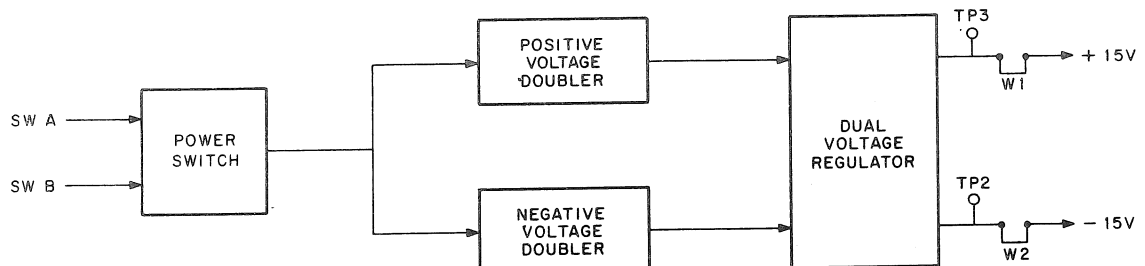 SW A
SW B
POWER
SWITCH
POSITIVE
VOLTAGE
DOUBLER
NEGATIVE
VOLTAGE
DOUBLER
DUAL
VOLTAGE
REGULATOR
TP3
W1
+ 15V
TP2
W2
- 15V